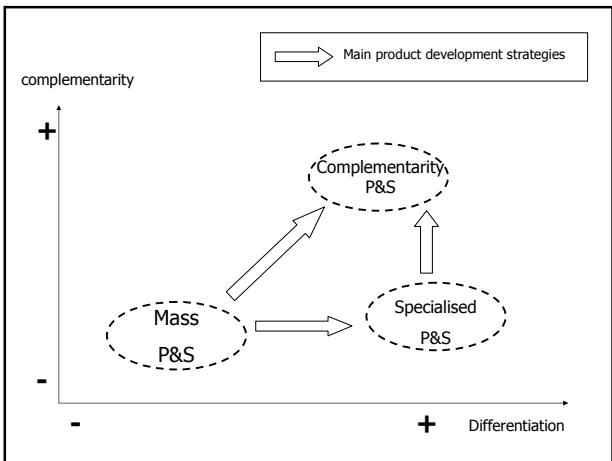 Main product development strategies
complementarity
+
Complementarity
P&S
Mass
P&S
Specialised
P&S
-
-
+
Differentiation